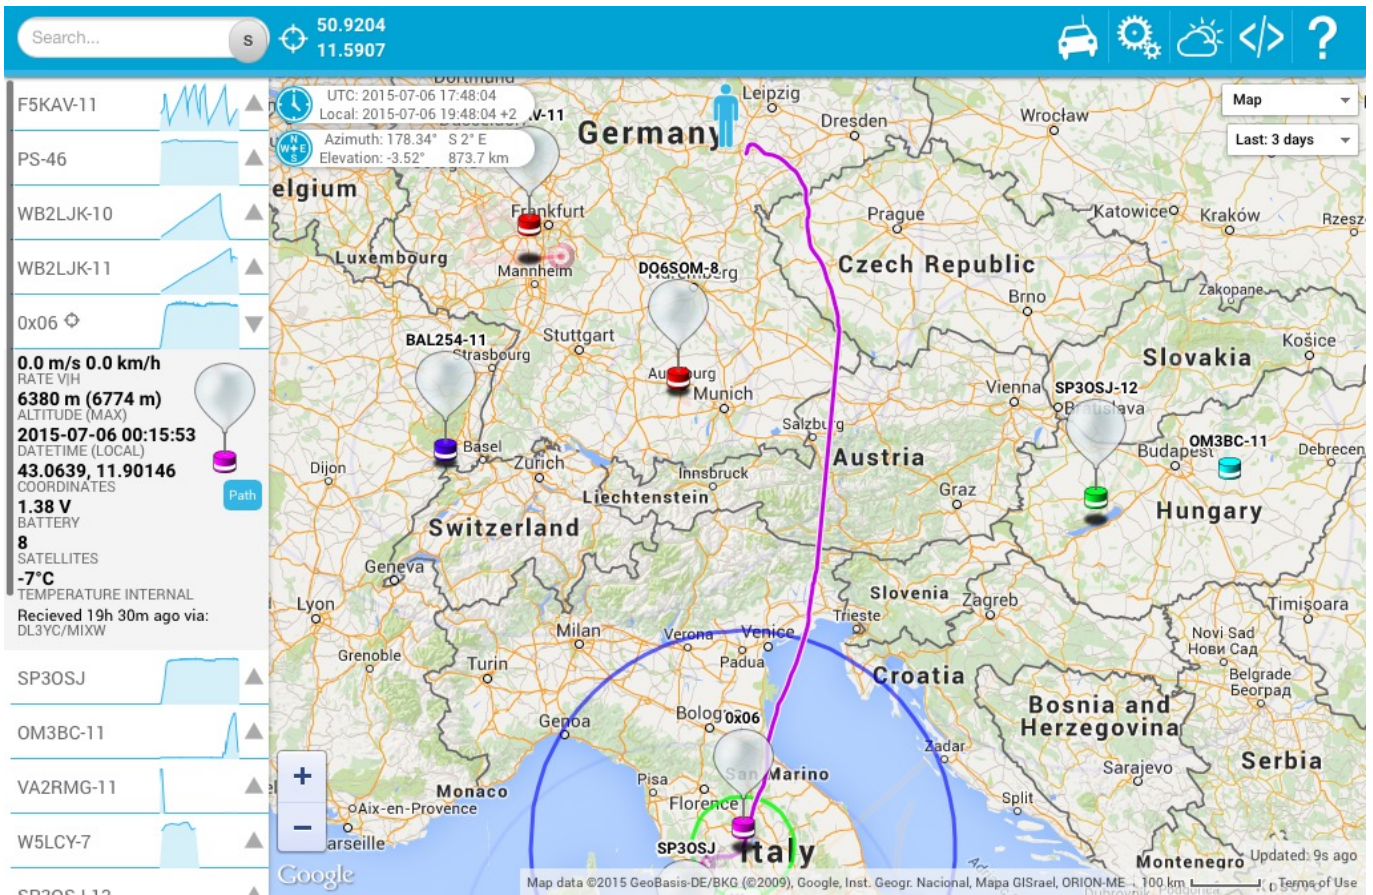 Search...
S
50.9204
11.5907
F5KAV-11
PS-46
WB2LJK-10
WB2LJK-11
0x06
0.0 m/s 0.0 km/h
RATE V|H
6380 m (6774 m)
ALTITUDE (MAX)
2015-07-06 00:15:53
DATETIME (LOCAL)
43.0639, 11.90146
COORDINATES
1.38 V
BATTERY
8
SATELLITES
-7°C
TEMPERATURE INTERNAL
Recieved 19h 30m ago via:
DL3YC/MIXW
Path
SP3OSJ
OM3BC-11
VA2RMG-11
W5LCY-7
UTC: 2015-07-06 17:48:04
Local: 2015-07-06 19:48:04 +2
Azimuth: 178.34° S 2° E
Elevation: -3.52° 873.7 km
N
W E
S
Map
Last: 3 days
Dortmund
V-11
Leipzig
Germany
Dresden
Wrocław
elgium
Frankfurt
Prague
Katowice
Kraków
Rzesz
Luxembourg
Mannheim
DO6SOM-8
Czech Republic
Zakopane
Brno
BAL254-11
Strasbourg
Stuttgart
Košice
Slovakia
Augsburg
Munich
Vienna
SP3OSJ-12
Bratislava
Salzburg
OM3BC-11
Budapest
Debrecen
Basel
Zürich
Dijon
Innsbruck
Austria
Liechtenstein
Graz
Hungary
Switzerland
Geneva
Slovenia
Zagreb
Timișoara
Lyon
Milan
Verona
Venice
Trieste
Novi Sad
Нови Сад
Grenoble
Turin
Padua
Croatia
Belgrade
Београд
Bosnia and
Herzegovina
Genoa
Bologna
0x06
Zadar
Sarajevo
Serbia
San Marino
Pisa
Florence
Monaco
Split
Aix-en-Provence
arseille
SP3OSJ
Italy
Montenegro
Updated: 9s ago
+
−
Google
Map data ©2015 GeoBasis-DE/BKG (©2009), Google, Inst. Geogr. Nacional, Mapa GISrael, ORION-ME
100 km
Terms of Use